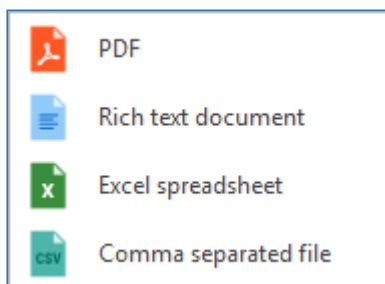 PDF
Rich text document
X Excel spreadsheet
CSV Comma separated file